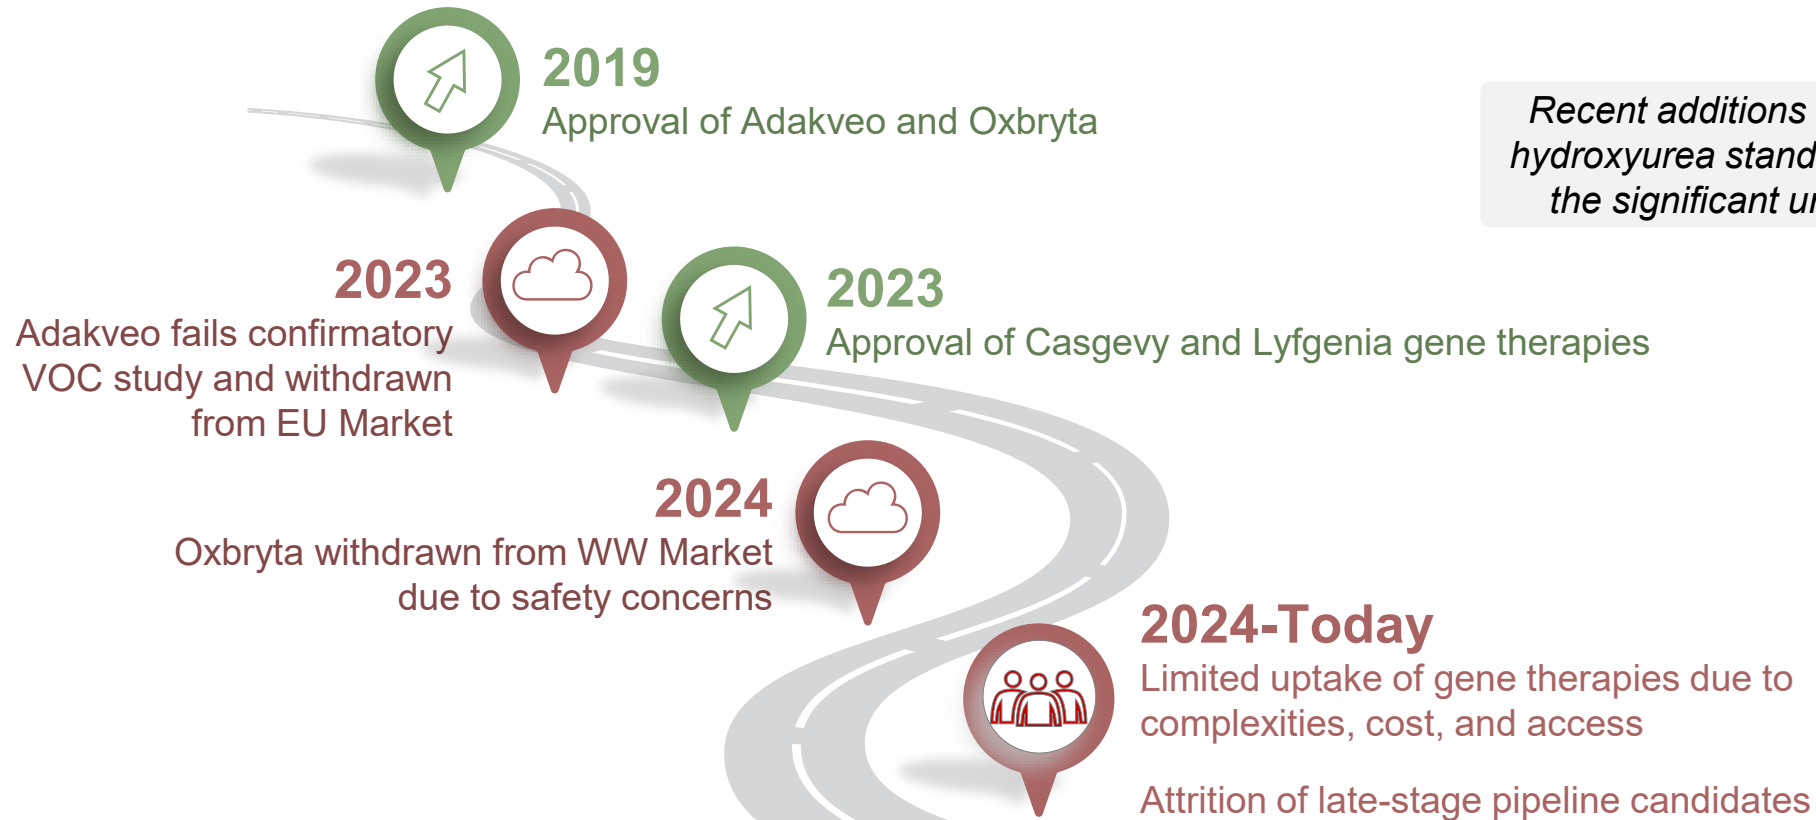 2019
Approval of Adakveo and Oxbryta
Recent additions
hydroxyurea stand
the significant
2023
Adakveo fails confirmatory
VOC study and withdrawn
from EU Market
2023
Approval of Casgevy and Lyfgenia gene therapies
2024
Oxbryta withdrawn from WW Market
due to safety concerns
2024-Today
Limited uptake of gene therapies due to
complexities, cost, and access
Attrition of late-stage pipeline candidates